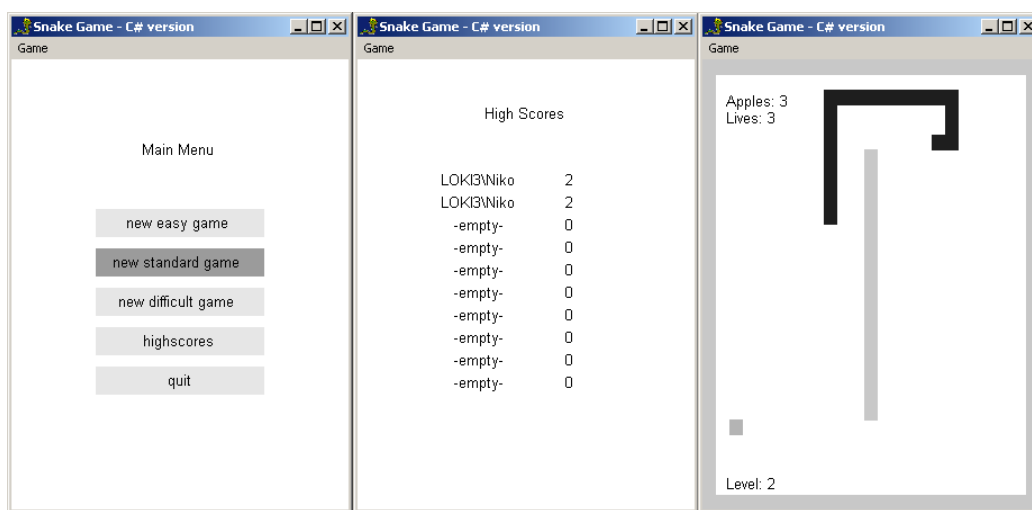 Snake Game - C# version
Game
Main Menu
new easy game
new standard game
new difficult game
highscores
quit
Snake Game - C# version
Game
High Scores
LOKI3\Niko 2
LOKI3\Niko 2
-empty- 0
-empty- 0
-empty- 0
-empty- 0
-empty- 0
-empty- 0
-empty- 0
-empty- 0
Snake Game - C# version
Game
Apples: 3
Lives: 3
Level: 2